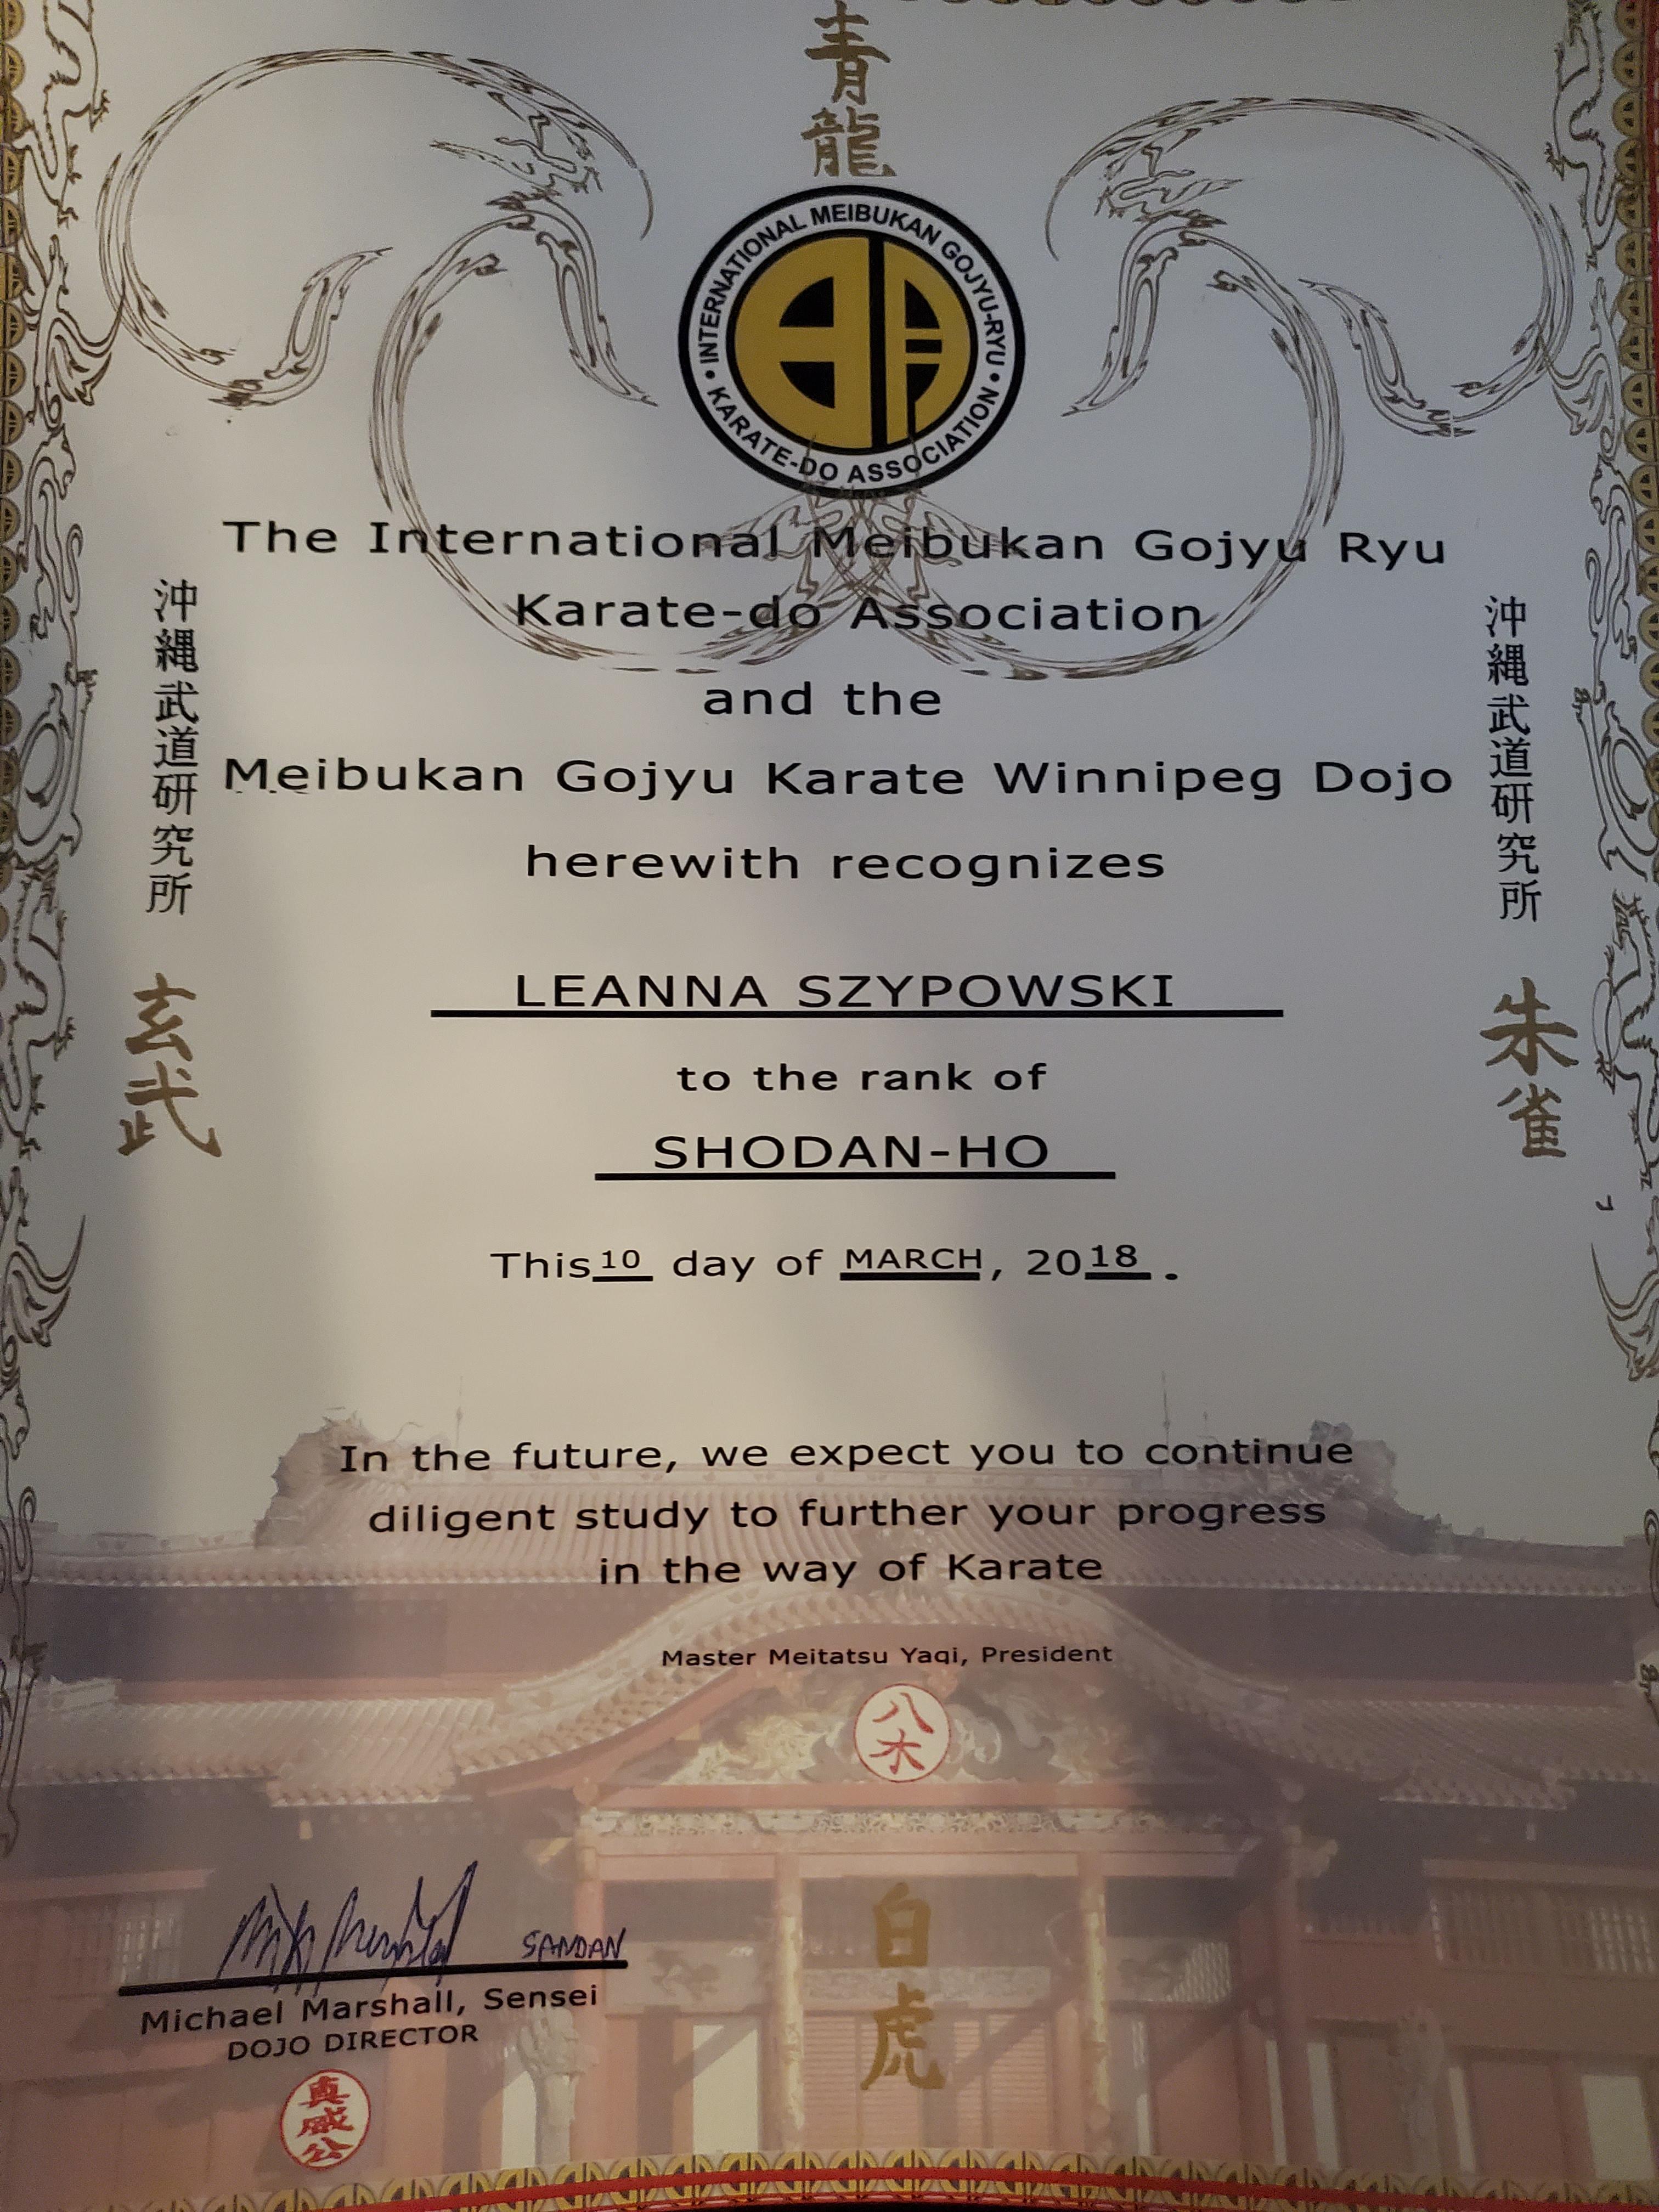 青龍
INTERNATIONAL MEIBUKAN GOJYU-RYU
KARATE-DO ASSOCIATION
The International Meibukan Gojyu Ryu
Karate-do Association
and the
Meibukan Gojyu Karate Winnipeg Dojo
herewith recognizes
沖縄武道研究所
沖縄武道研究所
玄武
朱雀
LEANNA SZYPOWSKI
to the rank of
SHODAN-HO
This 10 day of MARCH, 2018.
In the future, we expect you to continue
diligent study to further your progress
in the way of Karate
Master Meitatsu Yagi, President
八木
白虎
SANDAN
Michael Marshall, Sensei
DOJO DIRECTOR
真威公